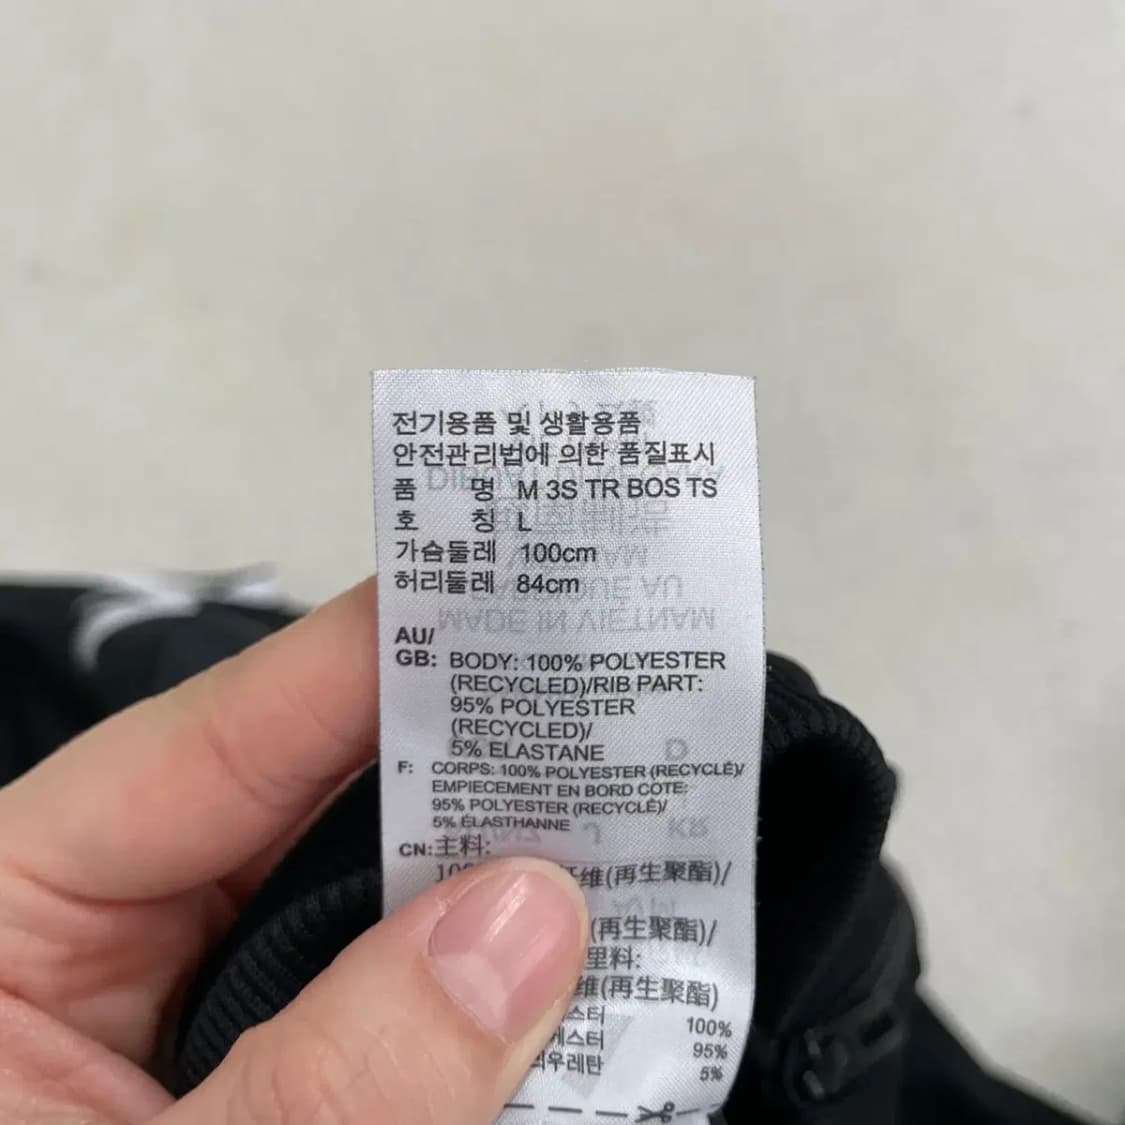 전기용품 및 생활용품
안전관리법에 의한 품질표시
품 명 M 3S TR BOS TS
호 칭 L
가슴둘레 100cm
허리둘레 84cm
AU/
GB: BODY: 100% POLYESTER
(RECYCLED)/RIB PART:
95% POLYESTER
(RECYCLED)/
5% ELASTANE
F: CORPS: 100% POLYESTER (RECYCLÉ)/
EMPIECEMENT EN BORD COTE:
95% POLYESTER (RECYCLÉ)/
5% ÉLASTHANNE
CN: 主料:
(再生聚酯)/
(再生聚酯)/
里料:
(再生聚酯)
100%
95%
5%